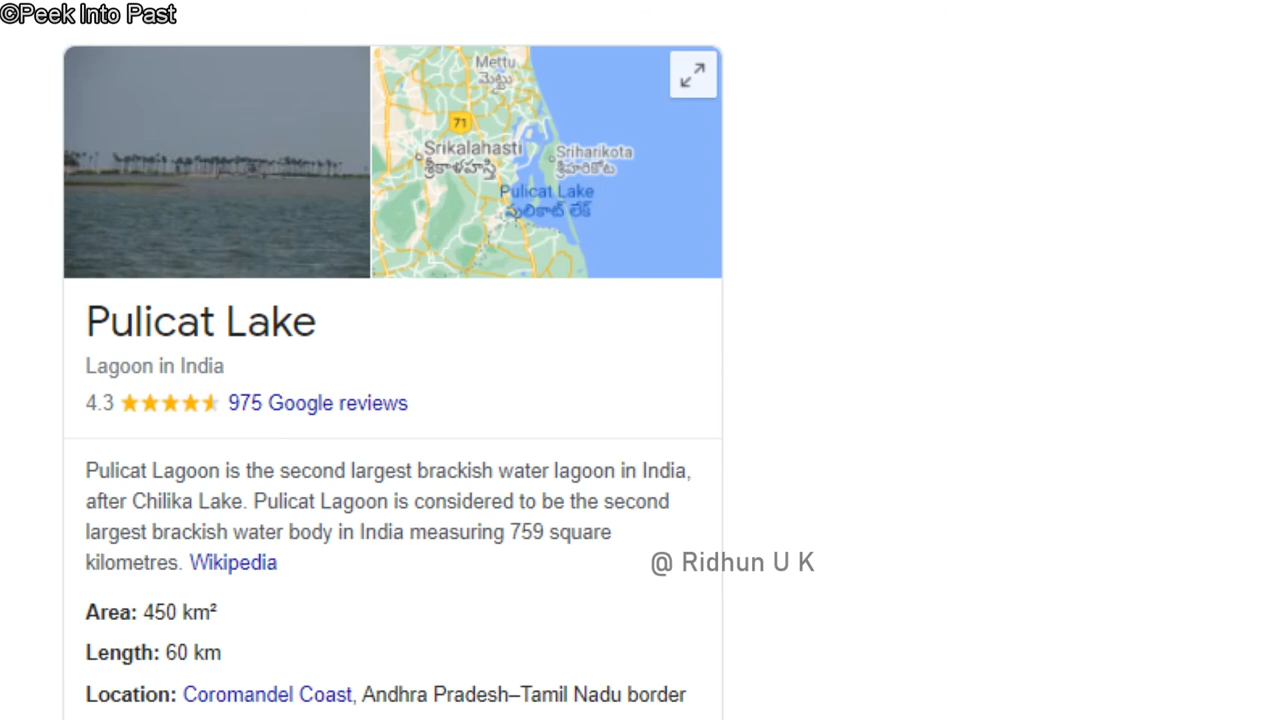 ©Peek Into Past
Mettu
మెట్టు
71
Srikalahasti
శ్రీకాళహస్తి
Sriharikota
శ్రీహరికోట
Pulicat Lake
పులికాట్ లేక్
Pulicat Lake
Lagoon in India
4.3 975 Google reviews
Pulicat Lagoon is the second largest brackish water lagoon in India,
after Chilika Lake. Pulicat Lagoon is considered to be the second
largest brackish water body in India measuring 759 square
kilometres. Wikipedia
@ Ridhun U K
Area: 450 km²
Length: 60 km
Location: Coromandel Coast, Andhra Pradesh–Tamil Nadu border